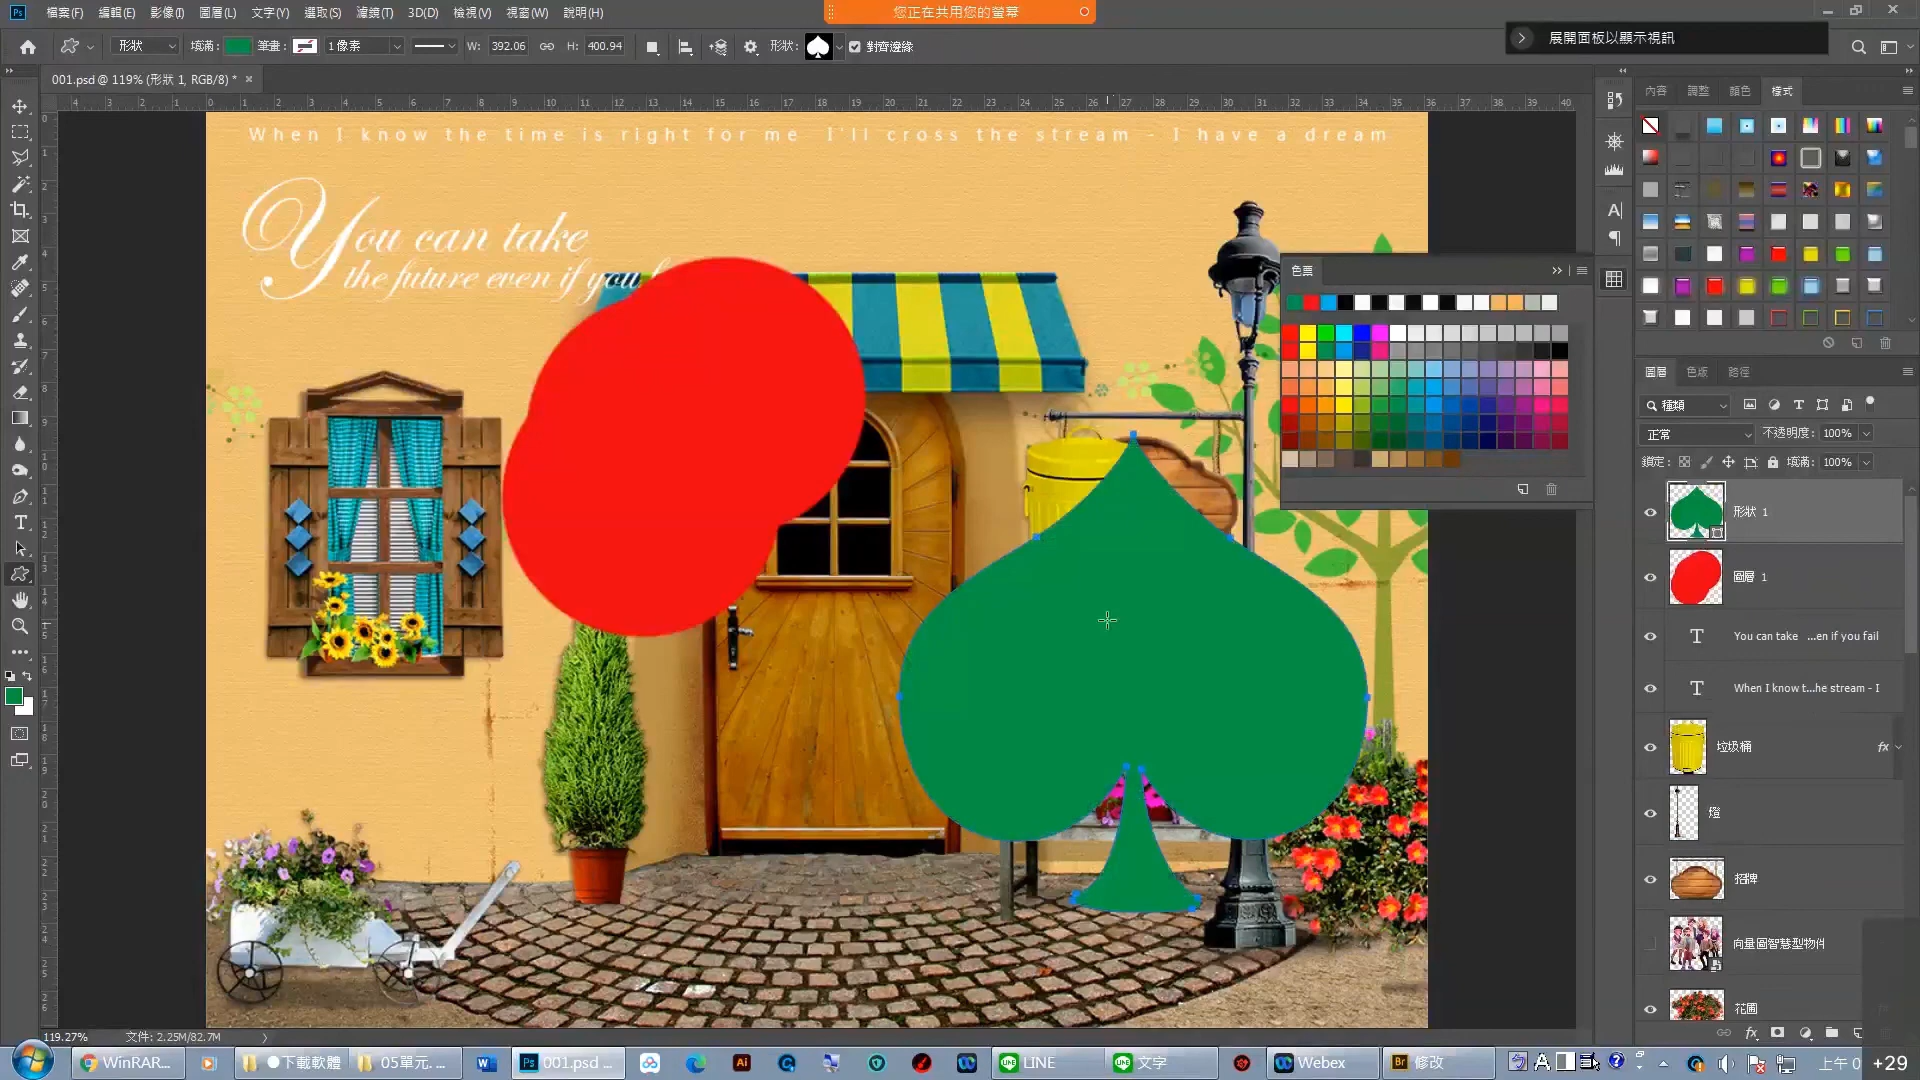 檔案(F) 編輯(E) 影像(I) 圖層(L) 文字(Y) 選取(S) 濾鏡(T) 3D(D) 檢視(V) 視窗(W) 說明(H)
您正在共用您的螢幕
展開面板以顯示視訊
形狀 填滿: 筆畫: 1 像素 W: 392.06 H: 400.94 形狀: 對齊邊緣
001.psd @ 119% (形狀 1, RGB/8) *
When I know the time is right for me I'll cross the stream - I have a dream
You can take
the future even if you
內容 調整 顏色 樣式
色票
圖層 色版 路徑
種類
正常 不透明度: 100%
鎖定: 填滿: 100%
形狀 1
圖層 1
You can take ...en if you fail
When I know t...he stream - I
垃圾桶 fx
燈
招牌
向量圖智慧型物件
花圃
119.27% 文件: 2.25M/82.7M
WinRAR... ●下載軟體 05單元. ... 001.psd ... LINE 文字 Webex 修改 上午 0 +29